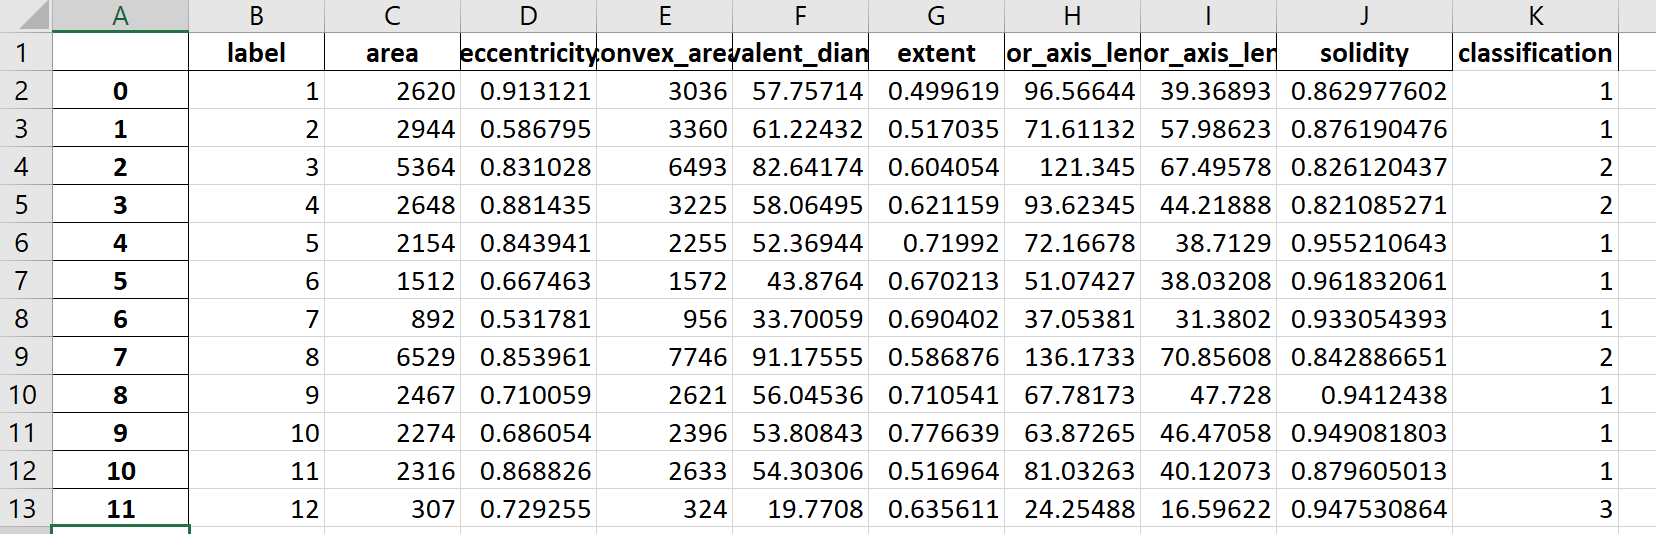 A B C D E F G H I J K
1 label area eccentricity convex_area valent_diam extent or_axis_len or_axis_len solidity classification
2 0 1 2620 0.913121 3036 57.75714 0.499619 96.56644 39.36893 0.862977602 1
3 1 2 2944 0.586795 3360 61.22432 0.517035 71.61132 57.98623 0.876190476 1
4 2 3 5364 0.831028 6493 82.64174 0.604054 121.345 67.49578 0.826120437 2
5 3 4 2648 0.881435 3225 58.06495 0.621159 93.62345 44.21888 0.821085271 2
6 4 5 2154 0.843941 2255 52.36944 0.71992 72.16678 38.7129 0.955210643 1
7 5 6 1512 0.667463 1572 43.8764 0.670213 51.07427 38.03208 0.961832061 1
8 6 7 892 0.531781 956 33.70059 0.690402 37.05381 31.3802 0.933054393 1
9 7 8 6529 0.853961 7746 91.17555 0.586876 136.1733 70.85608 0.842886651 2
10 8 9 2467 0.710059 2621 56.04536 0.710541 67.78173 47.728 0.9412438 1
11 9 10 2274 0.686054 2396 53.80843 0.776639 63.87265 46.47058 0.949081803 1
12 10 11 2316 0.868826 2633 54.30306 0.516964 81.03263 40.12073 0.879605013 1
13 11 12 307 0.729255 324 19.7708 0.635611 24.25488 16.59622 0.947530864 3